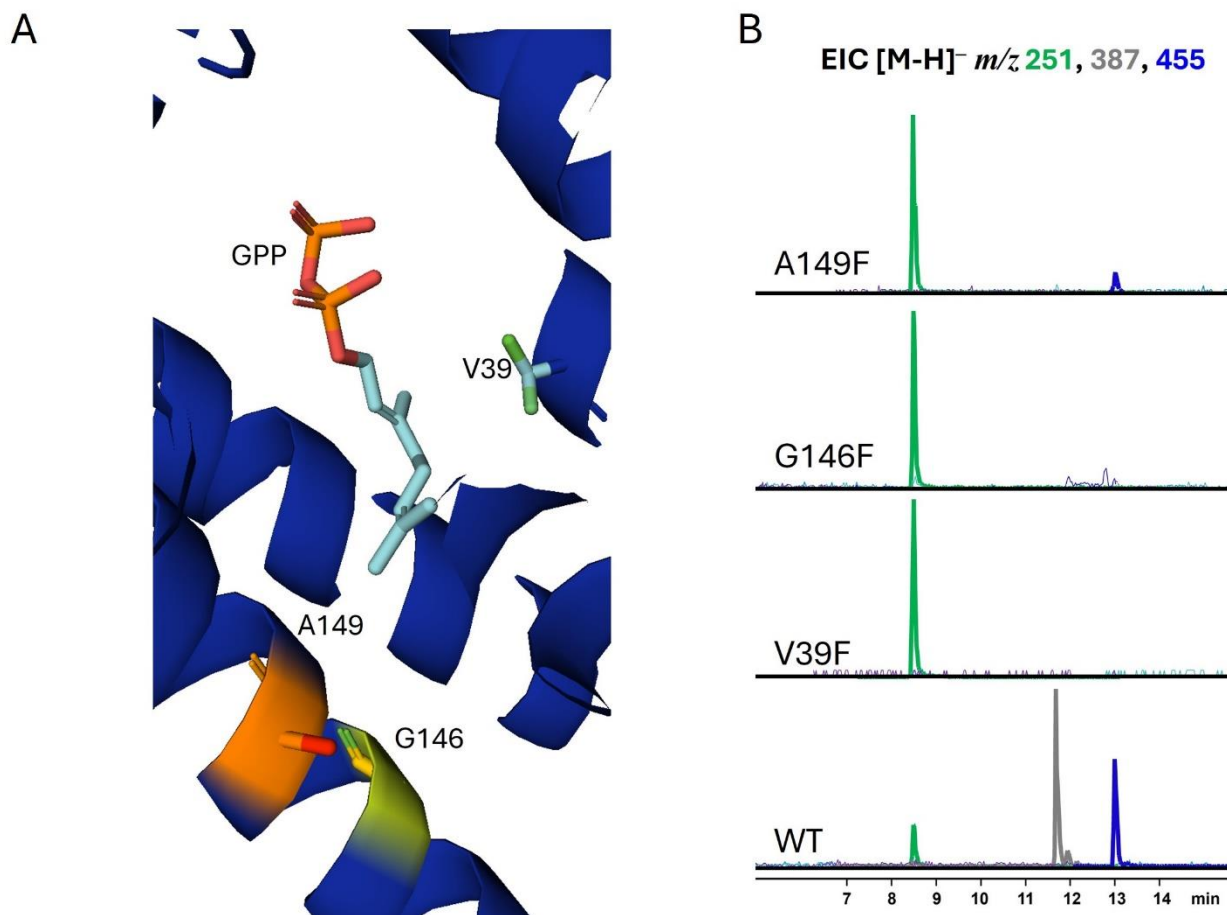 A
GPP
V39
A149
G146
B
EIC [M-H]⁻ m/z 251, 387, 455
A149F
G146F
V39F
WT
7 8 9 10 11 12 13 14 min